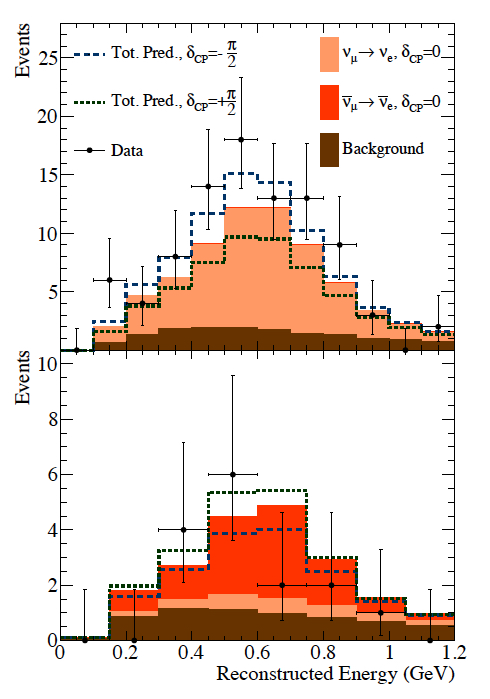 Events
25
20
15
10
5
Tot. Pred., δCP=-π/2
Tot. Pred., δCP=+π/2
Data
νμ→ νe, δCP=0
ν̅μ→ ν̅e, δCP=0
Background
Events
10
8
6
4
2
0
0 0.2 0.4 0.6 0.8 1 1.2
Reconstructed Energy (GeV)